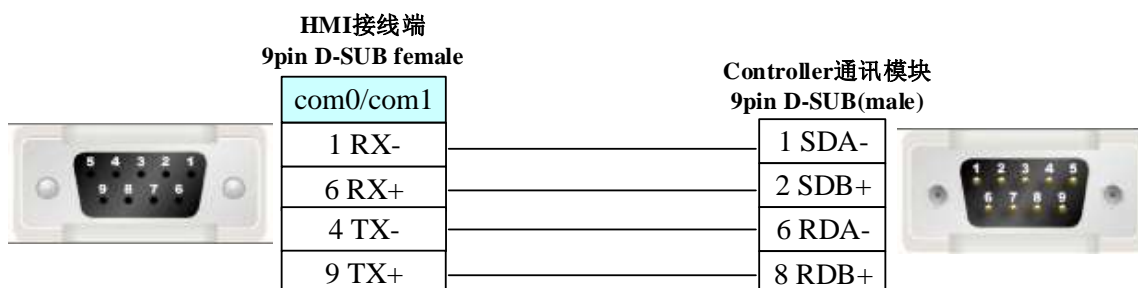 HMI接线端
9pin D-SUB female
Controller通讯模块
9pin D-SUB(male)
com0/com1
1 RX-
6 RX+
4 TX-
9 TX+
1 SDA-
2 SDB+
6 RDA-
8 RDB+
5 4 3 2 1
9 8 7 6
1 2 3 4 5
6 7 8 9